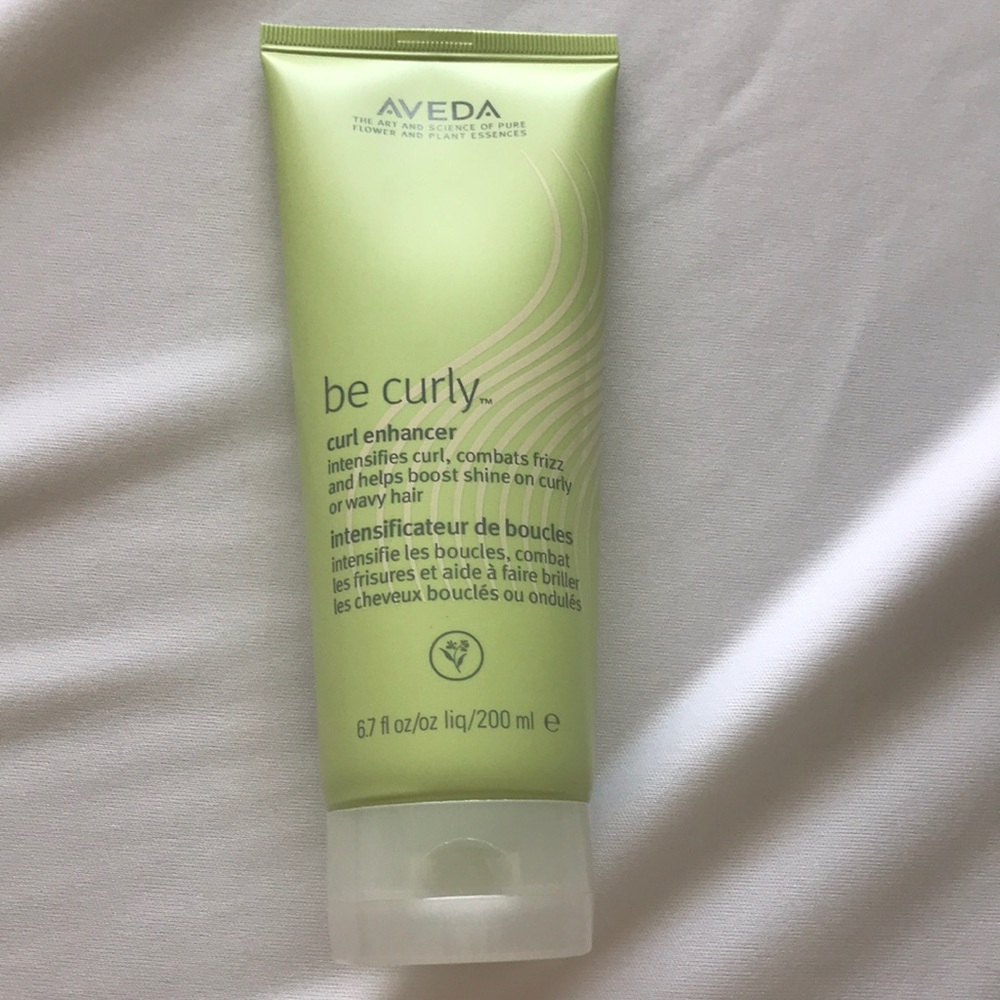 AVEDA
THE ART AND SCIENCE OF PURE
FLOWER AND PLANT ESSENCES
be curly™
curl enhancer
intensifies curl, combats frizz
and helps boost shine on curly
or wavy hair
intensificateur de boucles
intensifie les boucles, combat
les frisures et aide à faire briller
les cheveux bouclés ou ondulés
6.7 fl oz/oz liq/200 ml ℮